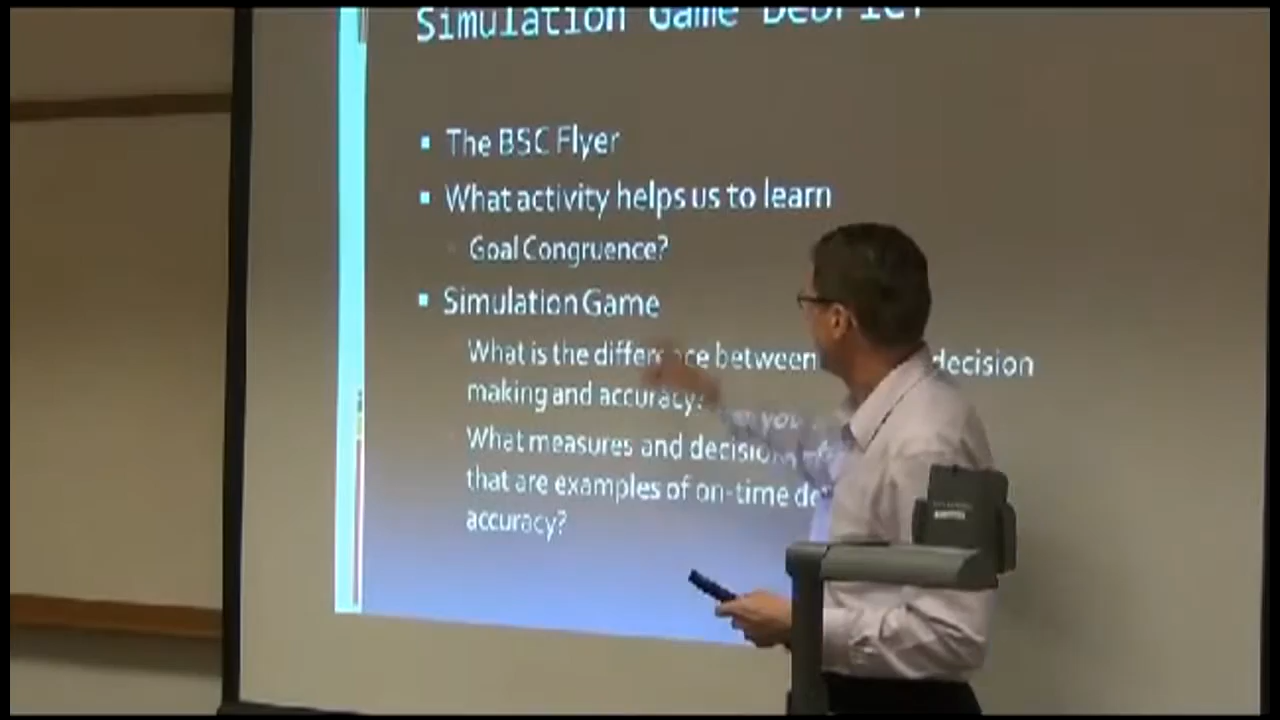 Simulation Game Debrief
The BSC Flyer
What activity helps us to learn
Goal Congruence?
Simulation Game
What is the difference between decision
making and accuracy?
What measures and decisions
that are examples of on-time
accuracy?